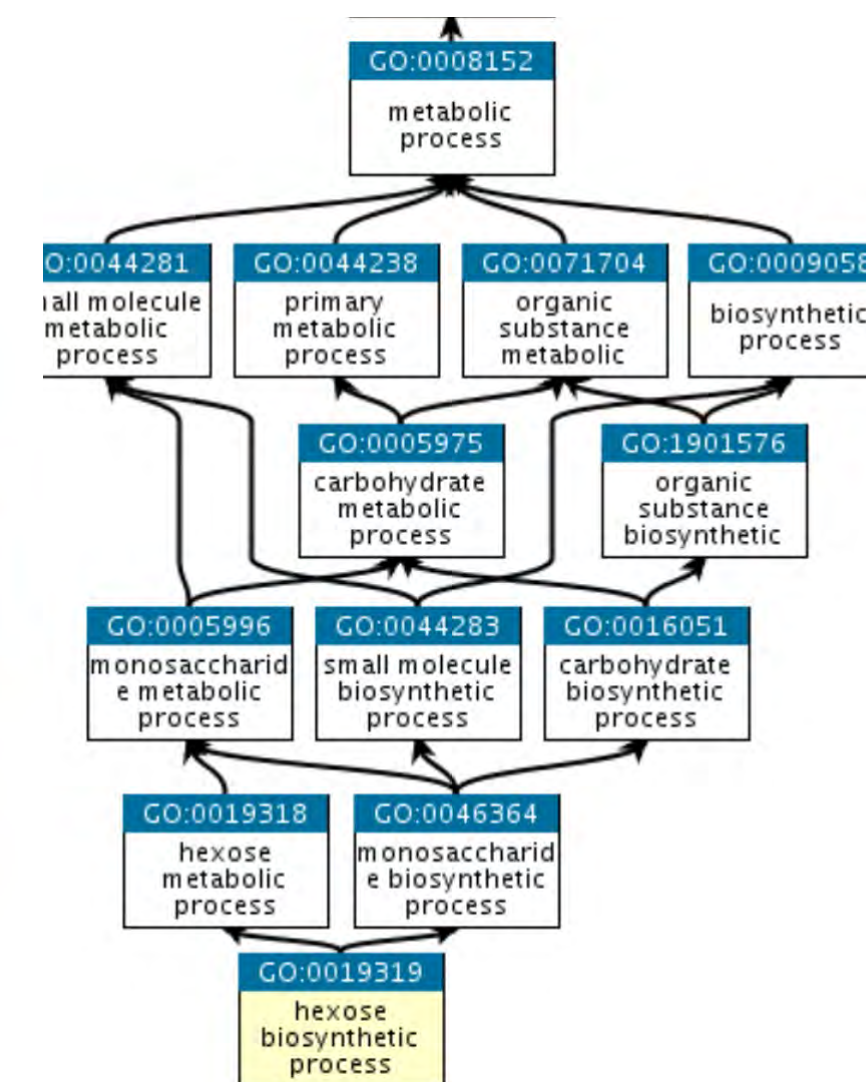 GO:0008152
metabolic
process
O:0044281
all molecule
metabolic
process
GO:0044238
primary
metabolic
process
GO:0071704
organic
substance
metabolic
GO:0009058
biosynthetic
process
GO:0005975
carbohydrate
metabolic
process
GO:1901576
organic
substance
biosynthetic
GO:0005996
monosaccharid
e metabolic
process
GO:0044283
small molecule
biosynthetic
process
GO:0016051
carbohydrate
biosynthetic
process
GO:0019318
hexose
metabolic
process
GO:0046364
monosaccharid
e biosynthetic
process
GO:0019319
hexose
biosynthetic
process